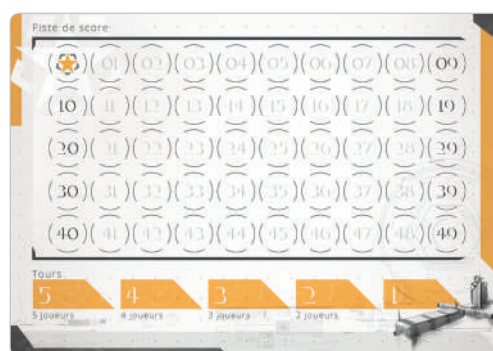 Piste de score
01 02 03 04 05 06 07 08 09
10 11 12 13 14 15 16 17 18 19
20 21 22 23 24 25 26 27 28 29
30 31 32 33 34 35 36 37 38 39
40 41 42 43 44 45 46 47 48 49
Tours
5 4 3 2 1
5 joueurs 4 joueurs 3 joueurs 2 joueurs